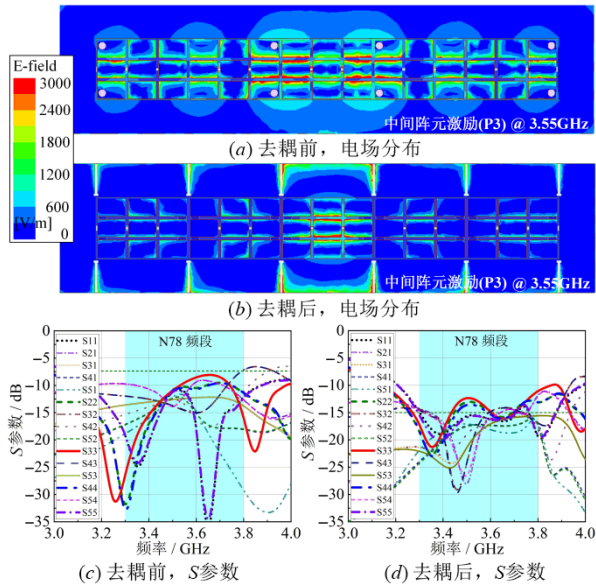 E-field
3000
2400
1800
1200
600
[V/m]
0
中间阵元激励(P3) @ 3.55GHz
(a) 去耦前，电场分布
中间阵元激励(P3) @ 3.55GHz
(b) 去耦后，电场分布
N78 频段
S11
S21
S31
S41
S51
S22
S32
S42
S52
S33
S43
S53
S44
S54
S55
0
−5
−10
−15
−20
−25
−30
−35
S参数 / dB
3.0 3.2 3.4 3.6 3.8 4.0
频率 / GHz
(c) 去耦前，S参数
N78 频段
S11
S21
S31
S41
S51
S22
S32
S42
S52
S33
S43
S53
S44
S54
S55
0
−5
−10
−15
−20
−25
−30
−35
S参数 / dB
3.0 3.2 3.4 3.6 3.8 4.0
频率 / GHz
(d) 去耦后，S参数